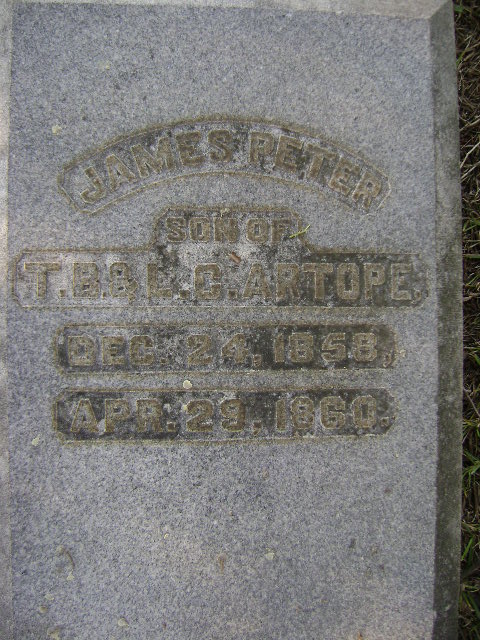 JAMES PETER
SON OF
T.B.& L.C. ARTOPE.
DEC. 24, 1858,
APR. 29, 1860.